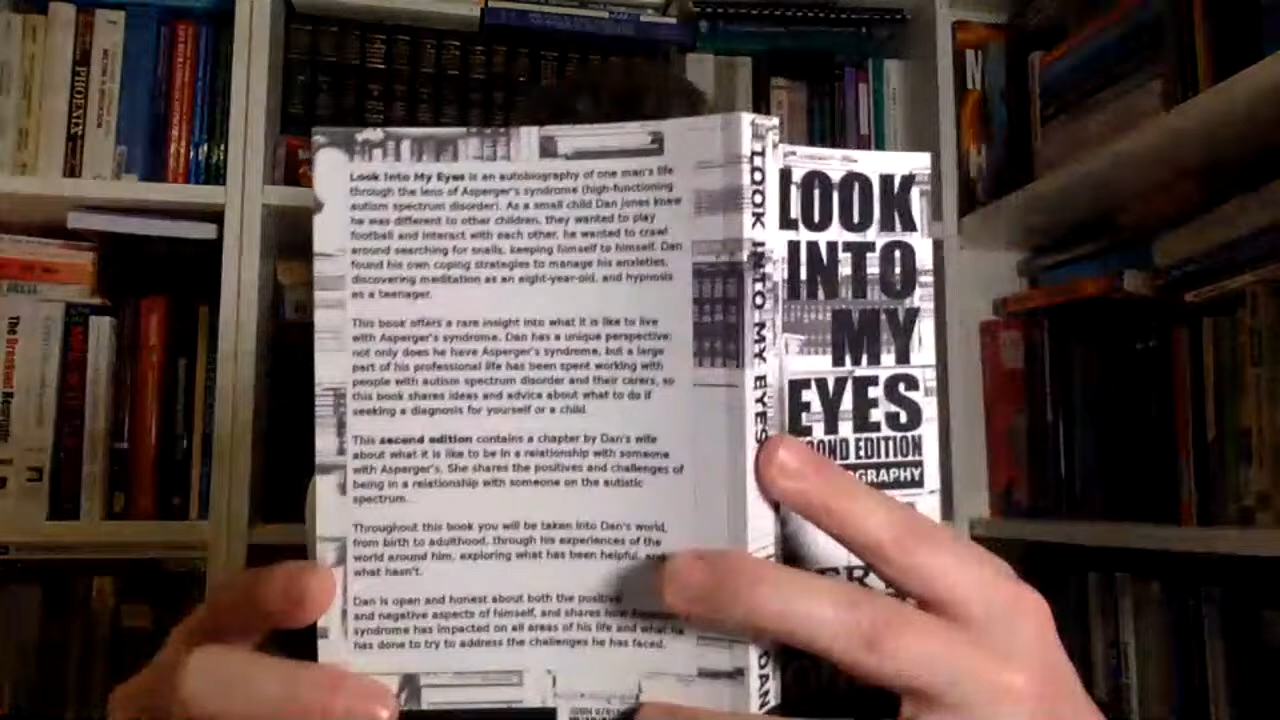 Look Into My Eyes is an autobiography of one man's life
through the lens of Asperger's syndrome (high-functioning
autism spectrum disorder). As a small child Dan Jones knew
he was different to other children, they wanted to play
football and interact with each other, he wanted to crawl
around searching for snails, keeping himself to himself. Dan
found his own coping strategies to manage his anxieties,
discovering meditation as an eight-year-old, and hypnosis
as a teenager.
This book offers a rare insight into what it is like to live
with Asperger's syndrome. Dan has a unique perspective;
not only does he have Asperger's syndrome, but a large
part of his professional life has been spent working with
people with autism spectrum disorder and their carers, so
this book shares ideas and advice about what to do if
seeking a diagnosis for yourself or a child.
This second edition contains a chapter by Dan's wife
about what it is like to be in a relationship with someone
with Asperger's. She shares the positives and challenges of
being in a relationship with someone on the autistic
spectrum.
Throughout this book you will be taken into Dan's world,
from birth to adulthood, through his experiences of the
world around him, exploring what has been helpful, and
what hasn't.
Dan is open and honest about both the positive
and negative aspects of himself, and shares how
syndrome has impacted on all areas of his life and what he
has done to try to address the challenges he has faced.
LOOK INTO MY EYES
DAN
LOOK
INTO
MY
EYES
OND EDITION
OGRAPHY
PHOENIX